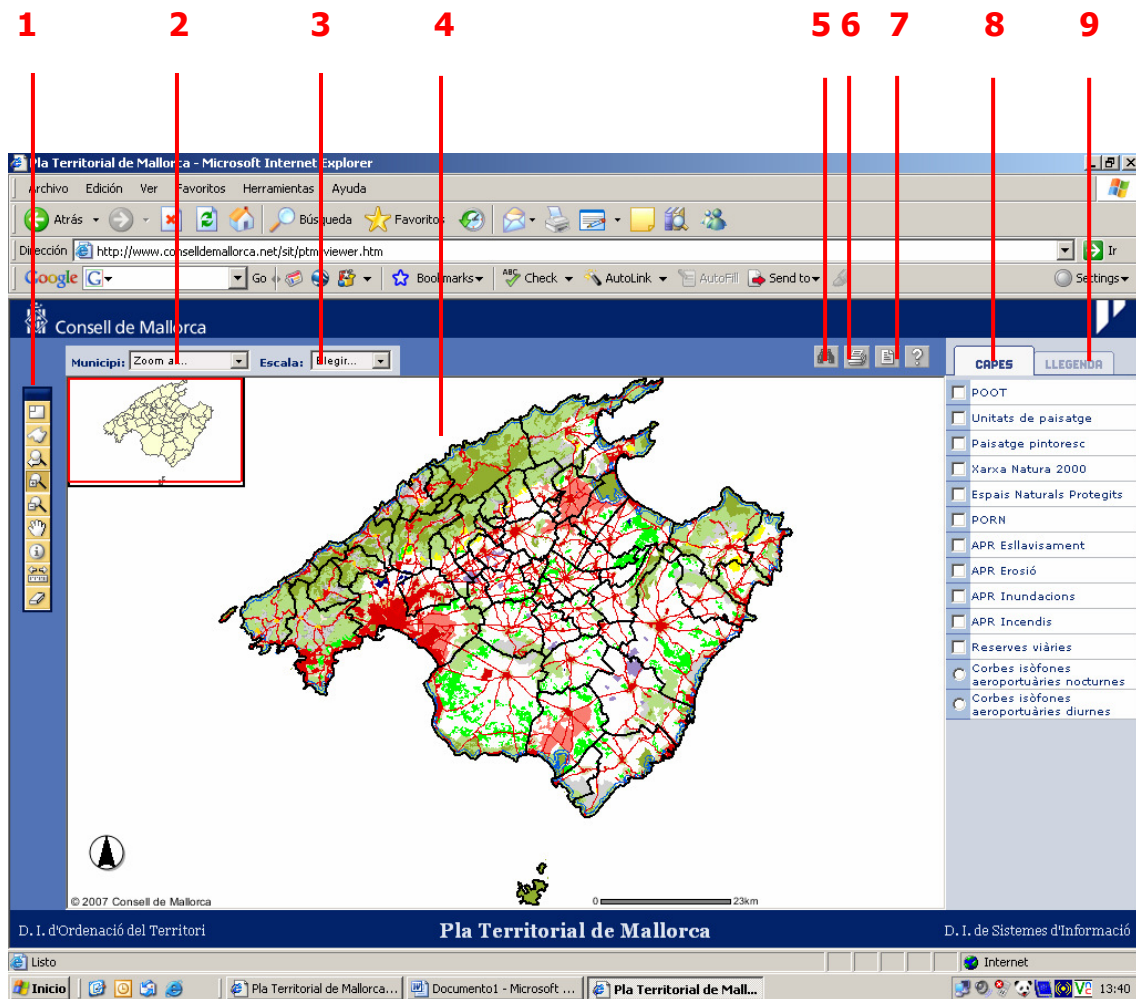 1 2 3 4 5 6 7 8 9
Pla Territorial de Mallorca - Microsoft Internet Explorer
Archivo Edición Ver Favoritos Herramientas Ayuda
Atrás Búsqueda Favoritos
Dirección http://www.conselldemallorca.net/sit/ptm/viewer.htm Ir
Google G Go Bookmarks ABC Check AutoLink AutoFill Send to Settings
Consell de Mallorca
Municipi: Zoom a... Escala: Elegir... ?
CAPES LLEGENDA
POOT
Unitats de paisatge
Paisatge pintoresc
Xarxa Natura 2000
Espais Naturals Protegits
PORN
APR Esllavisament
APR Erosió
APR Inundacions
APR Incendis
Reserves viàries
Corbes isòfones
aeroportuàries nocturnes
Corbes isòfones
aeroportuàries diurnes
© 2007 Consell de Mallorca 0 23km
D. I. d'Ordenació del Territori Pla Territorial de Mallorca D. I. de Sistemes d'Informació
Listo Internet
Inicio Pla Territorial de Mallorca... Documento1 - Microsoft ... Pla Territorial de Mall... 13:40